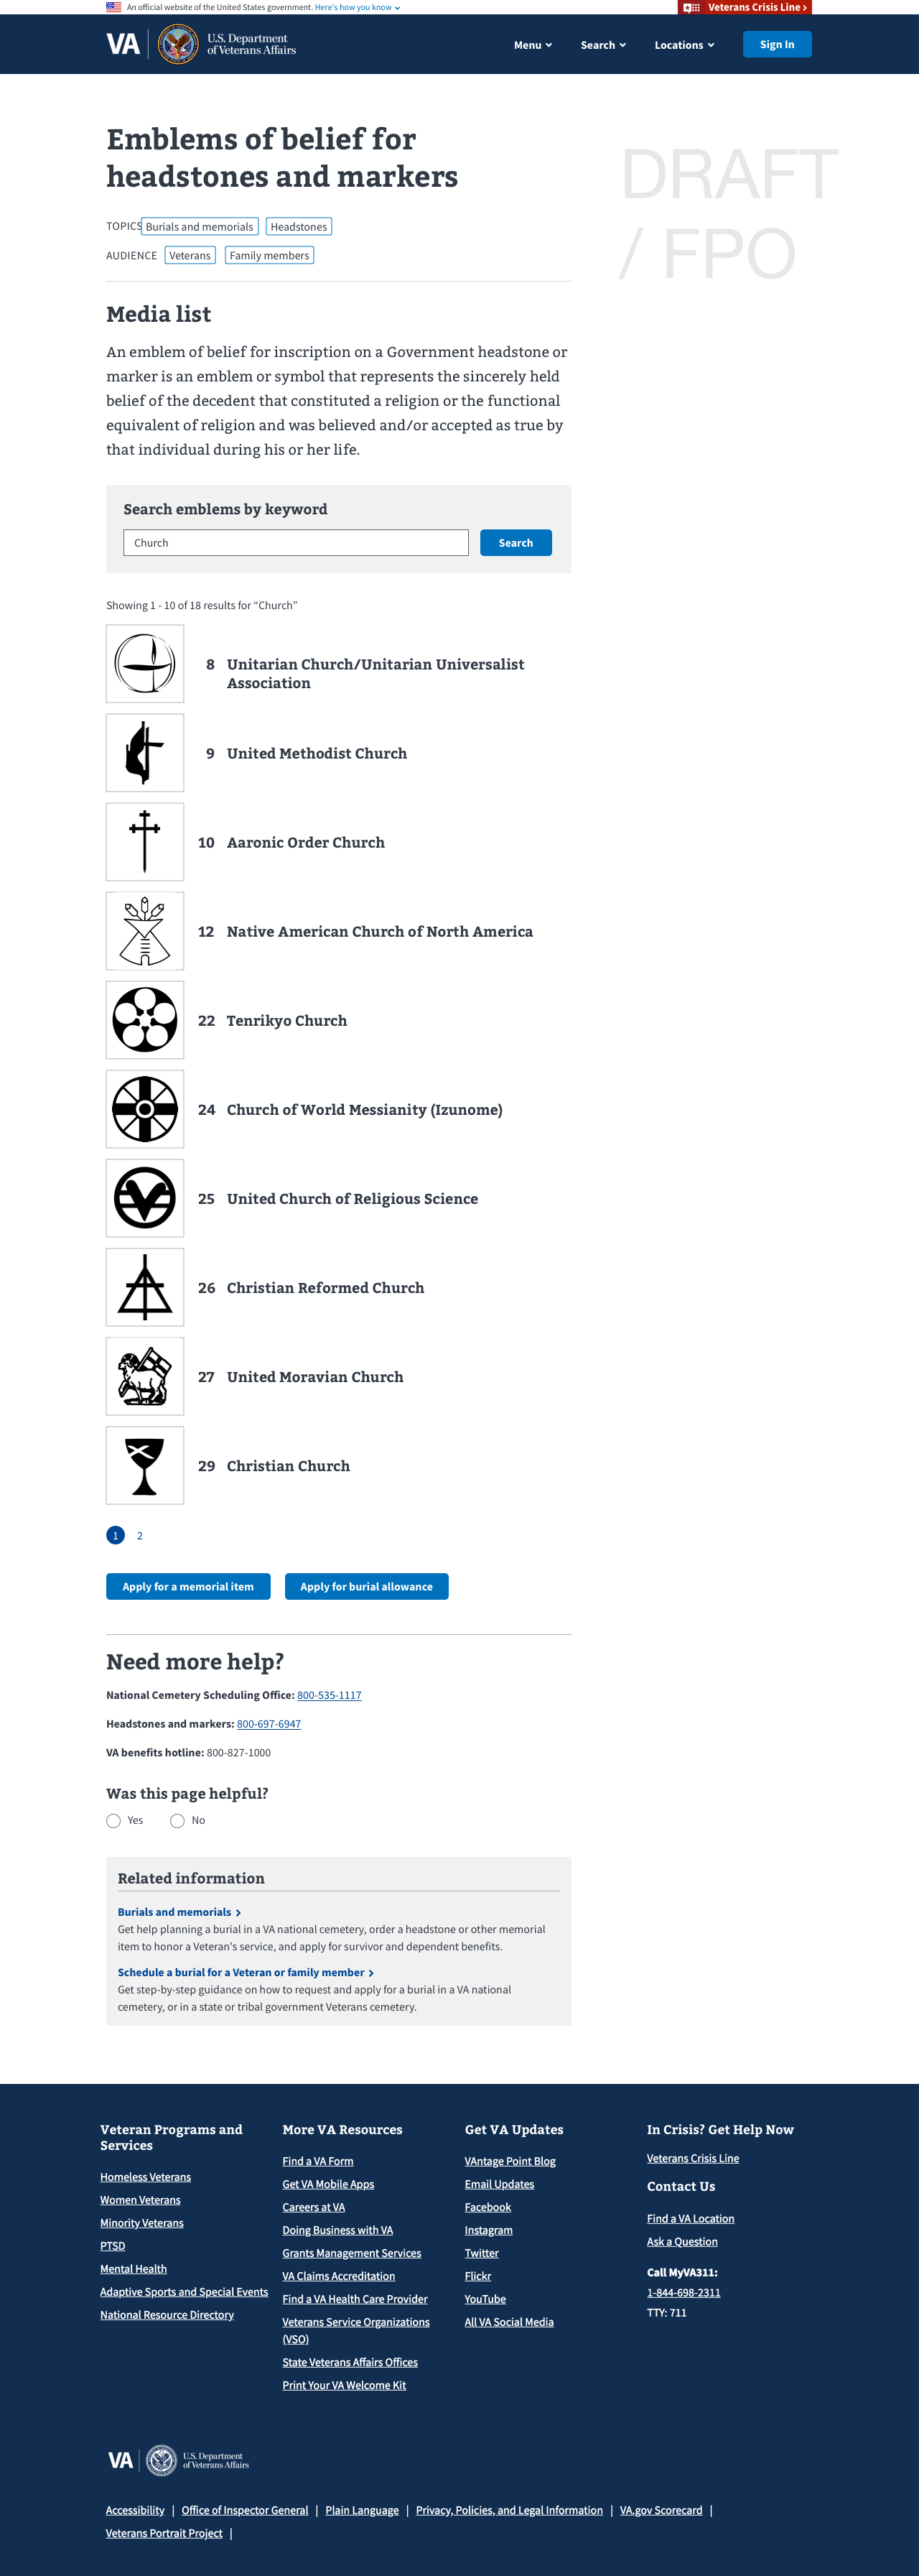 An official website of the United States government. Here's how you know
Veterans Crisis Line
VA
U.S. Department
of Veterans Affairs
Menu
Search
Locations
Sign In
Emblems of belief for
headstones and markers
DRAFT
/ FPO
TOPICS Burials and memorials Headstones
AUDIENCE Veterans Family members
Media list
An emblem of belief for inscription on a Government headstone or
marker is an emblem or symbol that represents the sincerely held
belief of the decedent that constituted a religion or the functional
equivalent of religion and was believed and/or accepted as true by
that individual during his or her life.
Search emblems by keyword
Church
Search
Showing 1 - 10 of 18 results for “Church”
8 Unitarian Church/Unitarian Universalist
Association
9 United Methodist Church
10 Aaronic Order Church
12 Native American Church of North America
22 Tenrikyo Church
24 Church of World Messianity (Izunome)
25 United Church of Religious Science
26 Christian Reformed Church
27 United Moravian Church
29 Christian Church
1 2
Apply for a memorial item
Apply for burial allowance
Need more help?
National Cemetery Scheduling Office: 800-535-1117
Headstones and markers: 800-697-6947
VA benefits hotline: 800-827-1000
Was this page helpful?
Yes No
Related information
Burials and memorials
Get help planning a burial in a VA national cemetery, order a headstone or other memorial
item to honor a Veteran's service, and apply for survivor and dependent benefits.
Schedule a burial for a Veteran or family member
Get step-by-step guidance on how to request and apply for a burial in a VA national
cemetery, or in a state or tribal government Veterans cemetery.
Veteran Programs and
Services
Homeless Veterans
Women Veterans
Minority Veterans
PTSD
Mental Health
Adaptive Sports and Special Events
National Resource Directory
More VA Resources
Find a VA Form
Get VA Mobile Apps
Careers at VA
Doing Business with VA
Grants Management Services
VA Claims Accreditation
Find a VA Health Care Provider
Veterans Service Organizations
(VSO)
State Veterans Affairs Offices
Print Your VA Welcome Kit
Get VA Updates
VAntage Point Blog
Email Updates
Facebook
Instagram
Twitter
Flickr
YouTube
All VA Social Media
In Crisis? Get Help Now
Veterans Crisis Line
Contact Us
Find a VA Location
Ask a Question
Call MyVA311:
1-844-698-2311
TTY: 711
VA
U.S. Department
of Veterans Affairs
Accessibility | Office of Inspector General | Plain Language | Privacy, Policies, and Legal Information | VA.gov Scorecard |
Veterans Portrait Project |